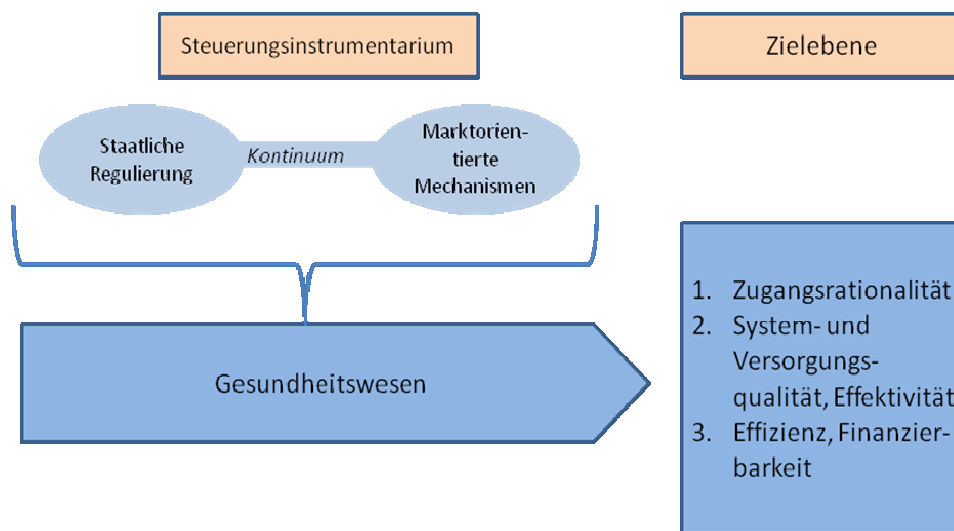 Steuerungsinstrumentarium
Zielebene
Staatliche
Regulierung
Kontinuum
Marktorien-
tierte
Mechanismen
Gesundheitswesen
1. Zugangsrationalität
2. System- und
Versorgungs-
qualität, Effektivität
3. Effizienz, Finanzier-
barkeit